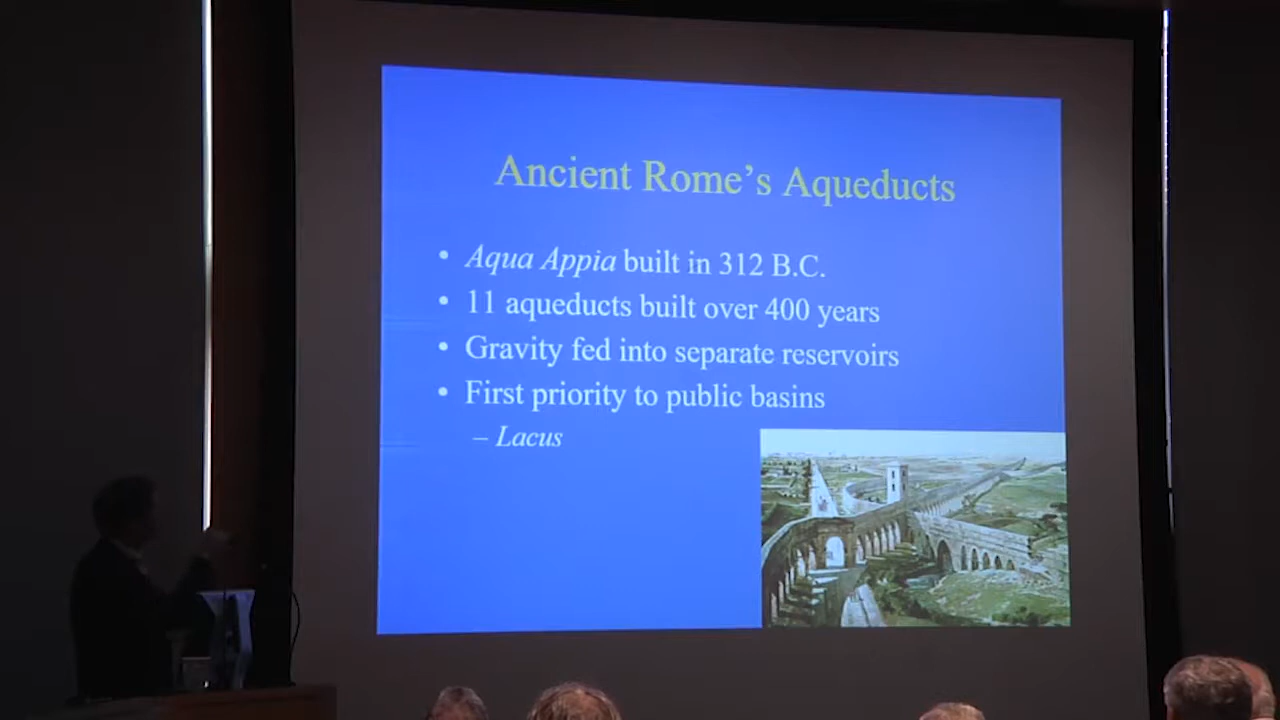 Ancient Rome’s Aqueducts
• Aqua Appia built in 312 B.C.
• 11 aqueducts built over 400 years
• Gravity fed into separate reservoirs
• First priority to public basins
– Lacus